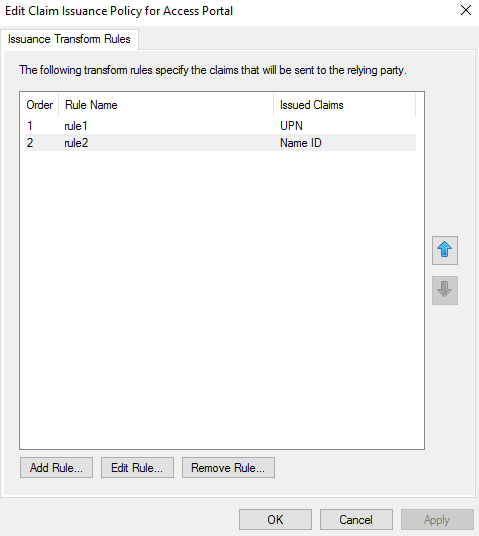 Edit Claim Issuance Policy for Access Portal
Issuance Transform Rules
The following transform rules specify the claims that will be sent to the relying party.
Order Rule Name Issued Claims
1 rule1 UPN
2 rule2 Name ID
Add Rule... Edit Rule... Remove Rule...
OK Cancel Apply